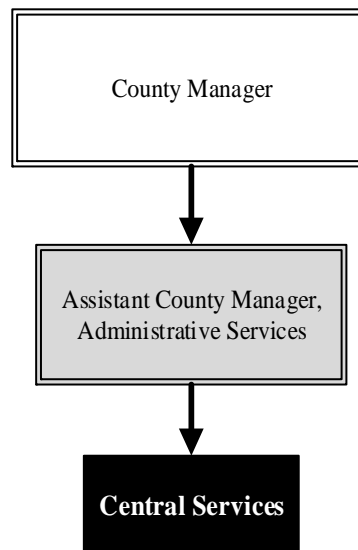 County Manager
Assistant County Manager,
Administrative Services
Central Services